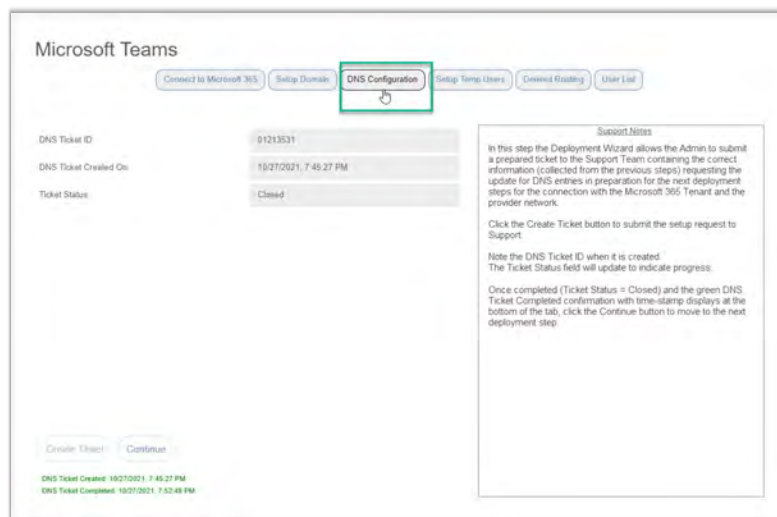 Microsoft Teams
Connect to Microsoft 365 Setup Domain DNS Configuration Setup Temp Users Desired Routing User List
DNS Ticket ID: 01213531
DNS Ticket Created On: 10/27/2021, 7:45:27 PM
Ticket Status: Closed
Support Notes
In this step the Deployment Wizard allows the Admin to submit
a prepared ticket to the Support Team containing the correct
information (collected from the previous steps) requesting the
update for DNS entries in preparation for the next deployment
steps for the connection with the Microsoft 365 Tenant and the
provider network.
Click the Create Ticket button to submit the setup request to
Support.
Note the DNS Ticket ID when it is created.
The Ticket Status field will update to indicate progress.
Once completed (Ticket Status = Closed) and the green DNS
Ticket Completed confirmation with time-stamp displays at the
bottom of the tab, click the Continue button to move to the next
deployment step.
Create Ticket Continue
DNS Ticket Created: 10/27/2021, 7:45:27 PM
DNS Ticket Completed: 10/27/2021, 7:52:49 PM